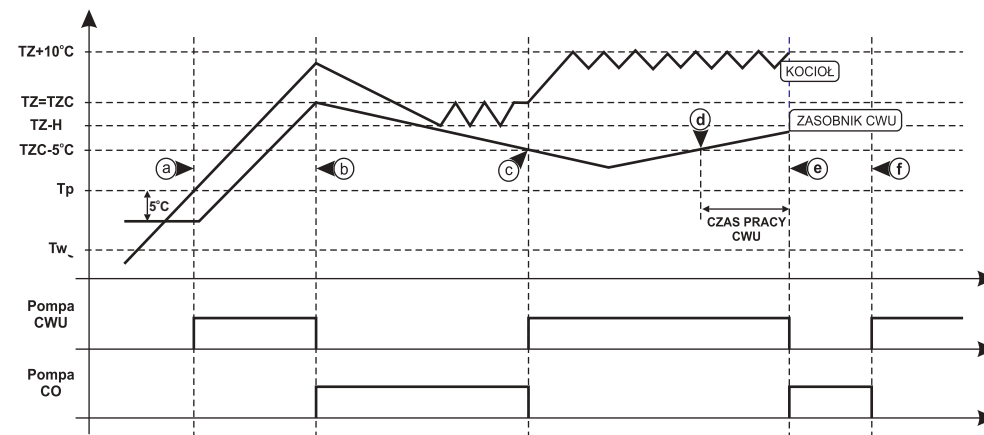 TZ+10°C
KOCIOŁ
TZ=TZC
ZASOBNIK CWU
TZ-H
d
TZC-5°C
a
b
c
e
f
Tp
5°C
CZAS PRACY
CWU
Tw
Pompa
CWU
Pompa
CO